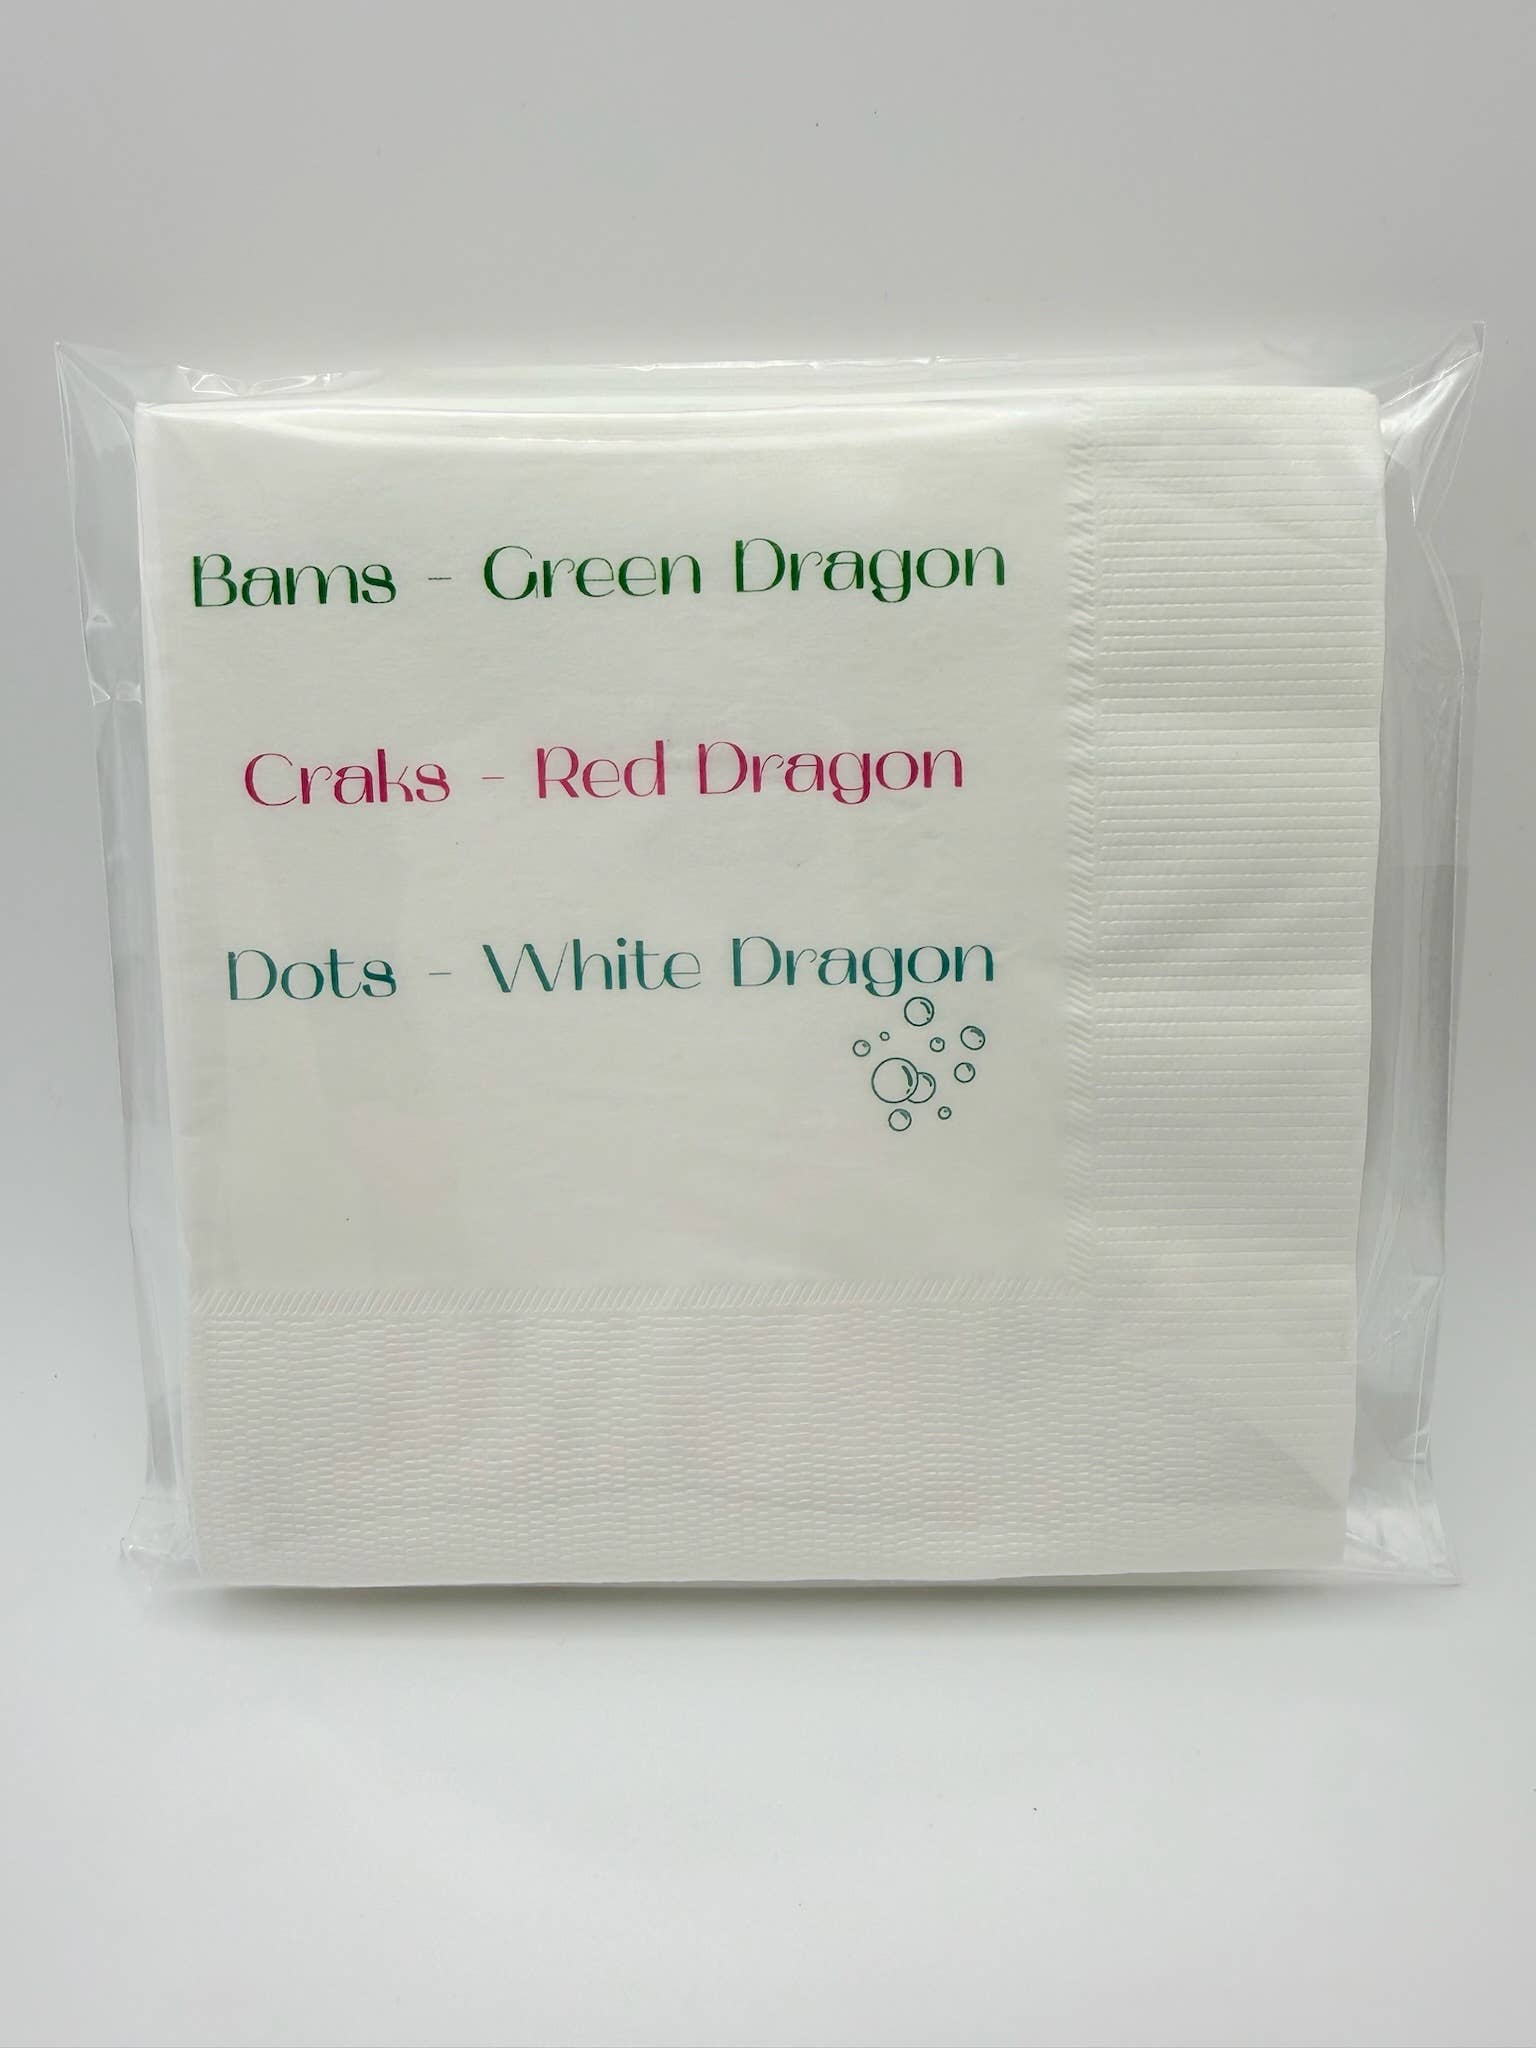 Bams - Green Dragon
Craks - Red Dragon
Dots - White Dragon